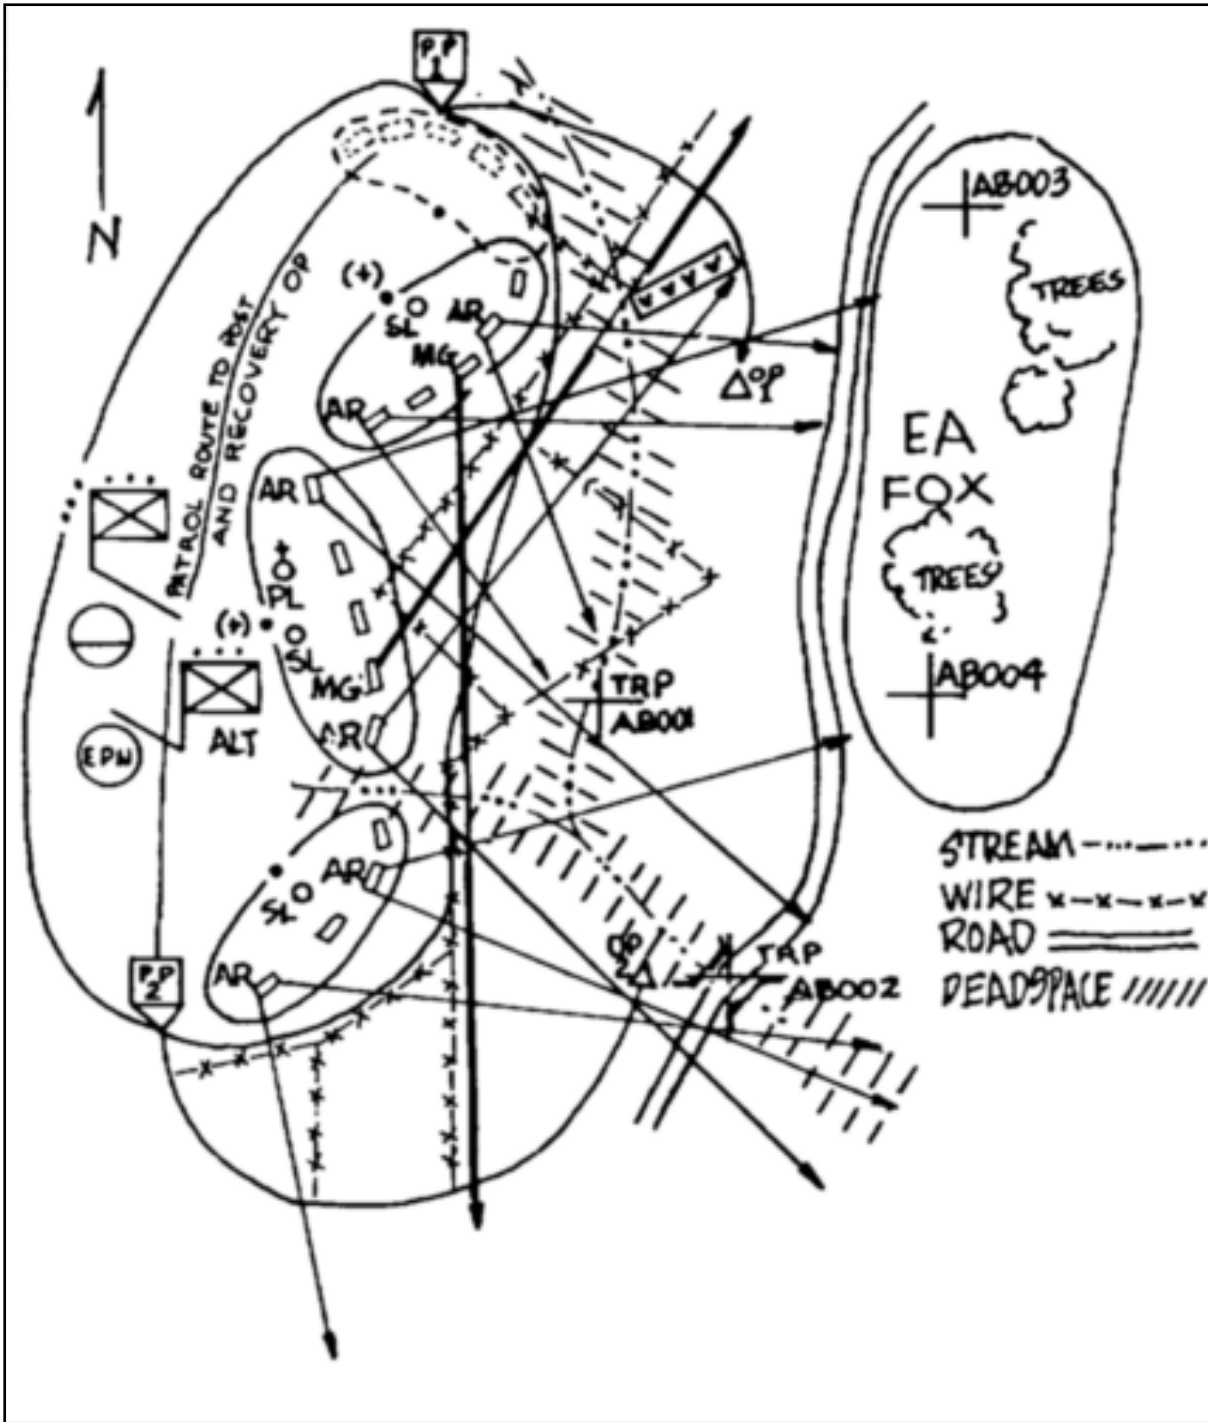 P.P
1
N
AB003
TREES
(+)
SL
AR
MG
AR
OP
1
EA
FOX
TREES
AB004
PATROL ROUTE TO POST
AND RECOVERY OP
AR
PL
(+)
SL
MG
AR
ALT
EPW
TRP
AB001
AR
SL
AR
P.P
2
OP
2
TRP
AB002
STREAM
WIRE
ROAD
DEADSPACE